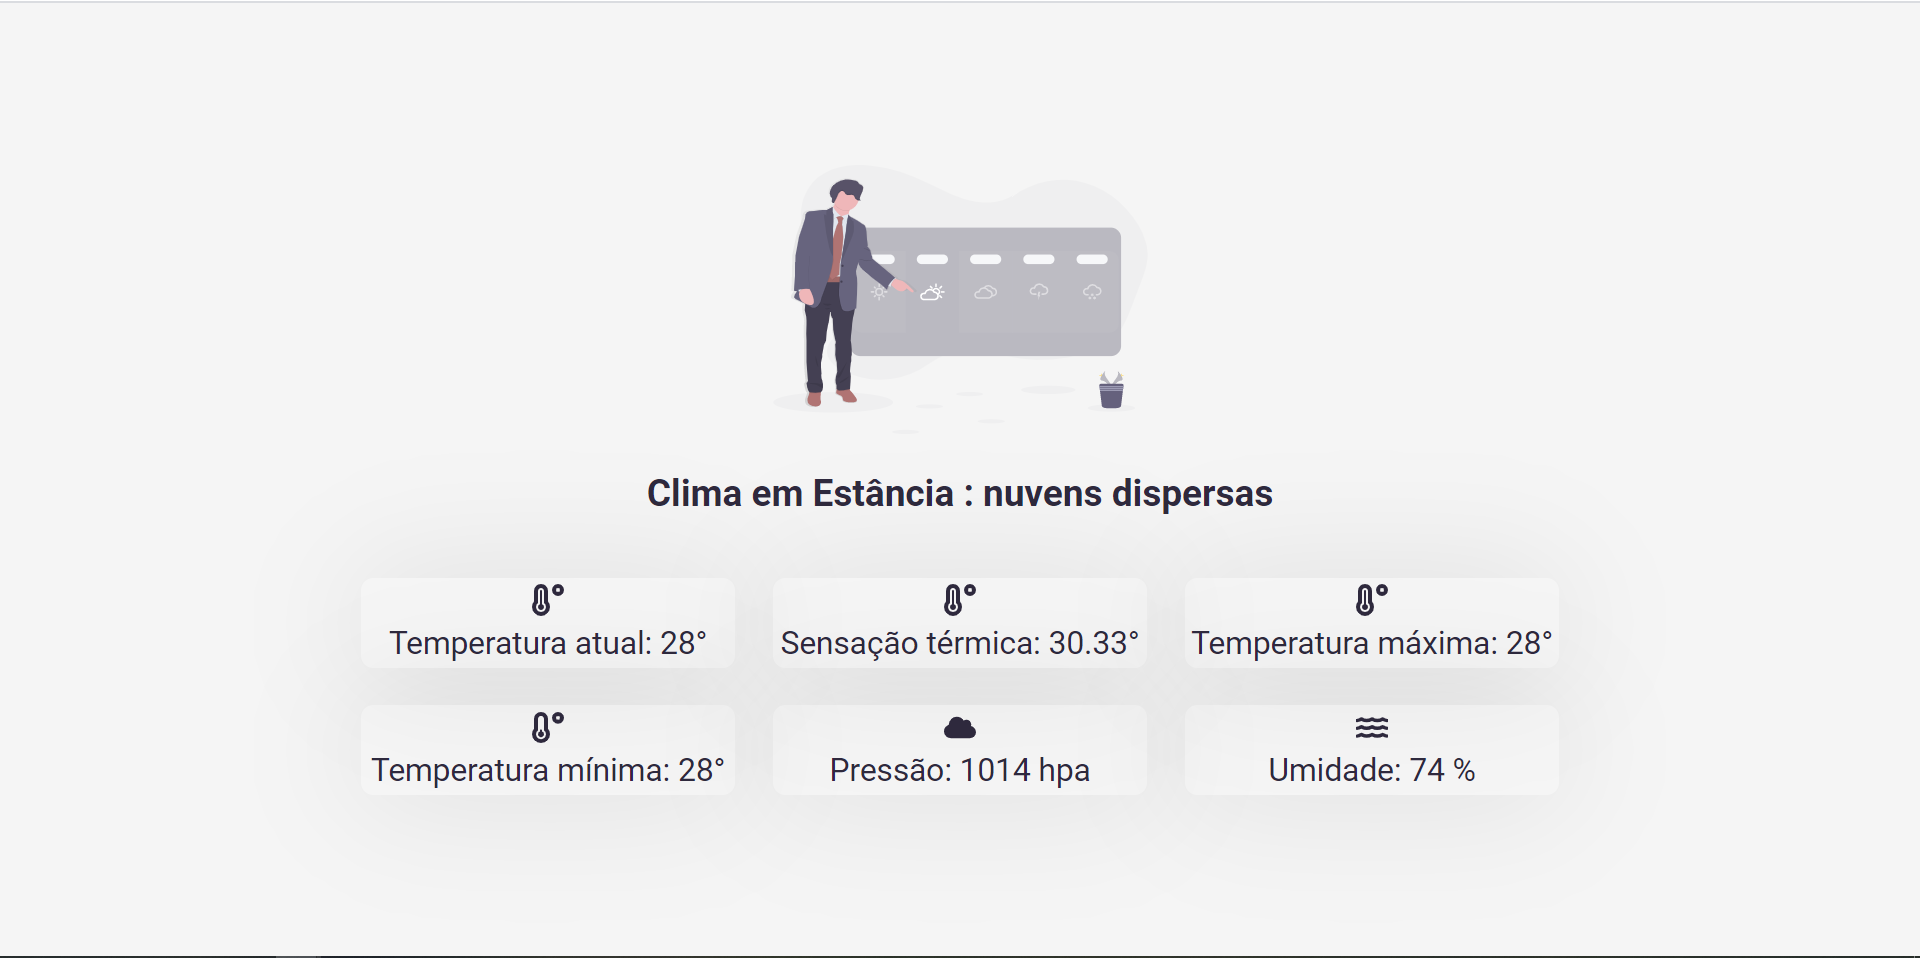 Clima em Estância : nuvens dispersas
Temperatura atual: 28°
Sensação térmica: 30.33°
Temperatura máxima: 28°
Temperatura mínima: 28°
Pressão: 1014 hpa
Umidade: 74 %